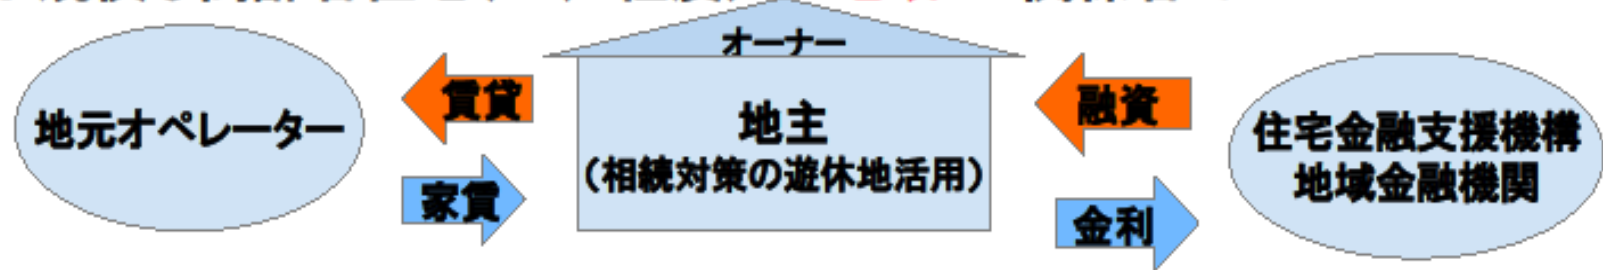 オーナー
地元オペレーター
賃貸
家賃
地主
（相続対策の遊休地活用）
融資
金利
住宅金融支援機構
地域金融機関